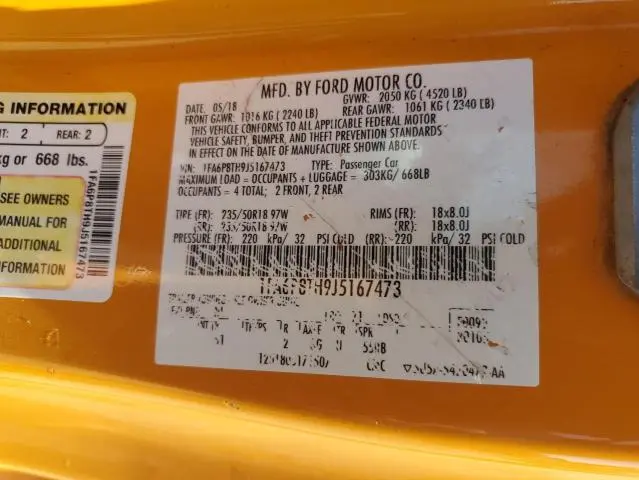 G INFORMATION
NT: 2 REAR: 2
kg or 668 lbs.
SEE OWNERS
MANUAL FOR
ADDITIONAL
INFORMATION
1FA6P8TH9J5167473
MFD. BY FORD MOTOR CO.
DATE: 05/18 GVWR: 2050 KG ( 4520 LB)
FRONT GAWR: 1016 KG ( 2240 LB) REAR GAWR: 1061 KG ( 2340 LB)
THIS VEHICLE CONFORMS TO ALL APPLICABLE FEDERAL MOTOR
VEHICLE SAFETY, BUMPER, AND THEFT PREVENTION STANDARDS
IN EFFECT ON THE DATE OF MANUFACTURE SHOWN ABOVE.
VIN: 1FA6P8TH9J5167473 TYPE: Passenger Car
MAXIMUM LOAD = OCCUPANTS + LUGGAGE = 303KG/ 668LB
OCCUPANTS = 4 TOTAL; 2 FRONT, 2 REAR
TIRE (FR): 235/50R18 97W RIMS (FR): 18x8.0J
(RR): 235/50R18 97W (RR): 18x8.0J
PRESSURE (FR): 220 kPa/ 32 PSI COLD (RR): 220 kPa/ 32 PSI COLD
1FA6P8TH9J5167473